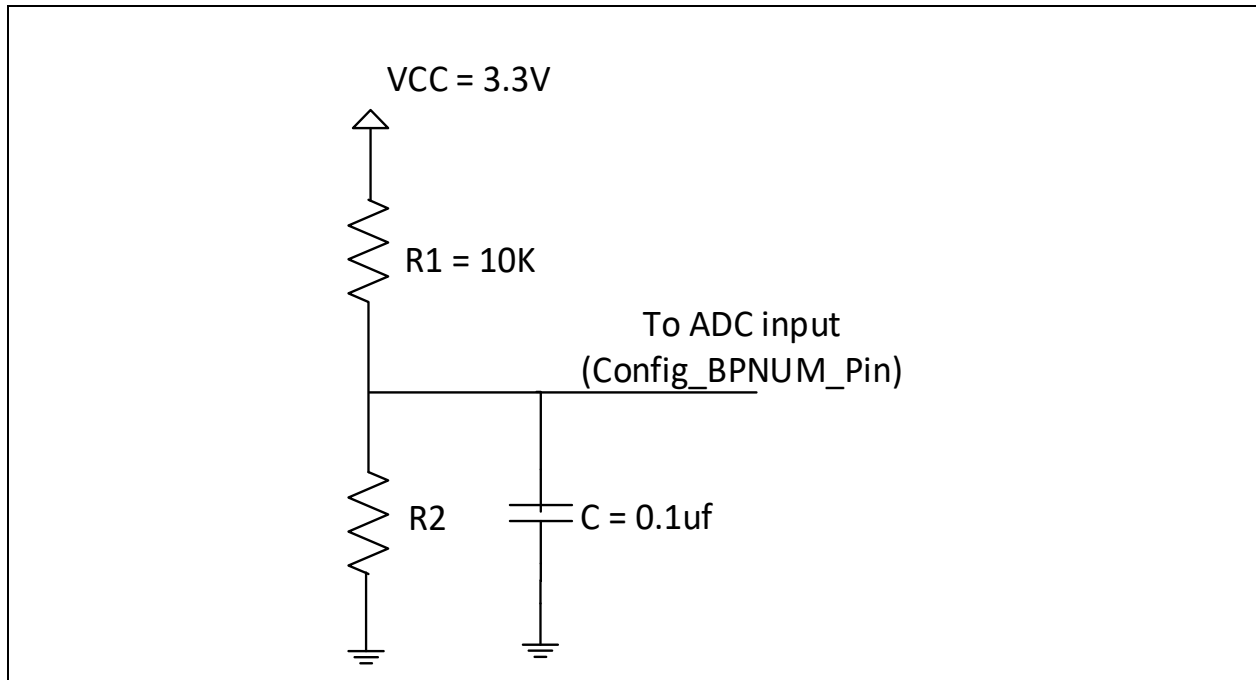 VCC = 3.3V
R1 = 10K
To ADC input
(Config_BPNUM_Pin)
R2
C = 0.1uf